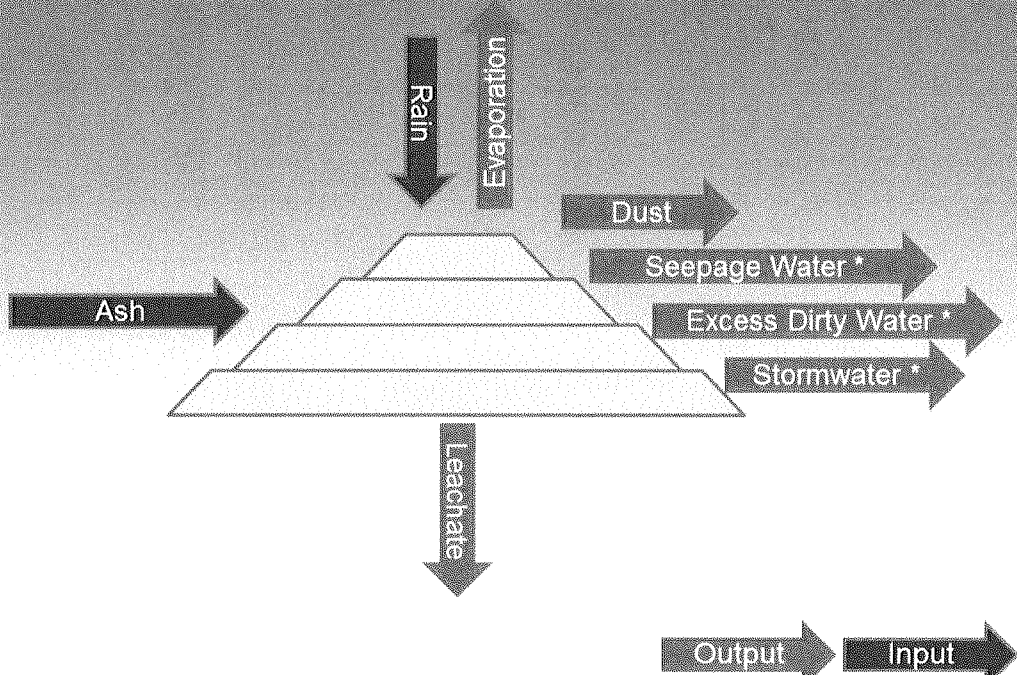 Rain
Evaporation
Dust
Seepage Water *
Ash
Excess Dirty Water *
Stormwater *
Leachate
Output
Input